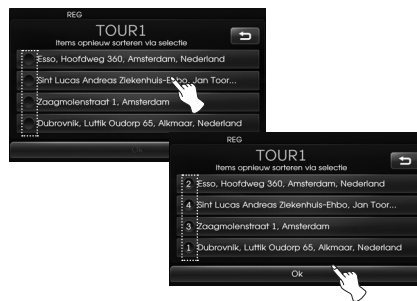 REG
TOUR1
Items opnieuw sorteren via selectie
Esso, Hoofdweg 360, Amsterdam, Nederland
Sint Lucas Andreas Ziekenhuis-Ehbo, Jan Toor...
Zaagmolenstraat 1, Amsterdam
Dubrovnik, Luttik Oudorp 65, Alkmaar, Nederland
Ok
REG
TOUR1
Items opnieuw sorteren via selectie
2 Esso, Hoofdweg 360, Amsterdam, Nederland
4 Sint Lucas Andreas Ziekenhuis-Ehbo, Jan Toor...
3 Zaagmolenstraat 1, Amsterdam
1 Dubrovnik, Luttik Oudorp 65, Alkmaar, Nederland
Ok